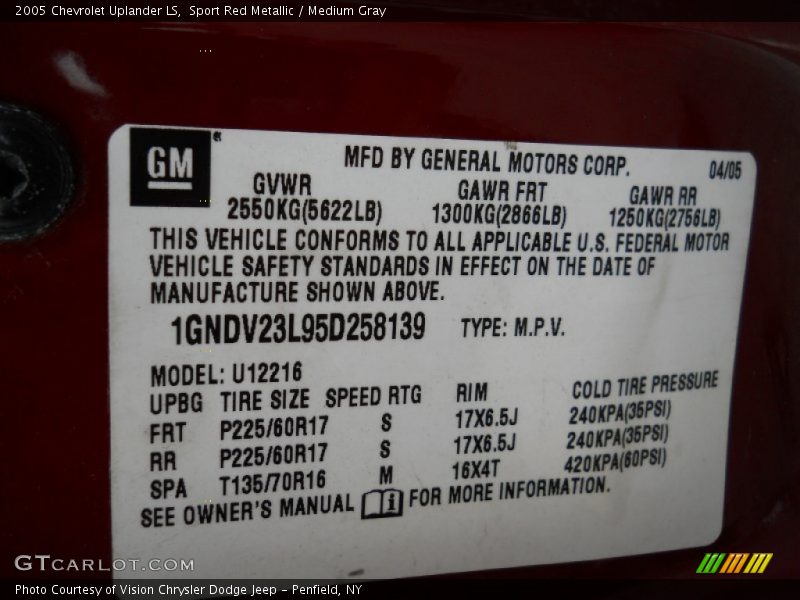 2005 Chevrolet Uplander LS,  Sport Red Metallic / Medium Gray
GM
MFD BY GENERAL MOTORS CORP. 04/05
GVWR GAWR FRT GAWR RR
2550KG(5622LB) 1300KG(2866LB) 1250KG(2756LB)
THIS VEHICLE CONFORMS TO ALL APPLICABLE U.S. FEDERAL MOTOR
VEHICLE SAFETY STANDARDS IN EFFECT ON THE DATE OF
MANUFACTURE SHOWN ABOVE.
1GNDV23L95D258139 TYPE: M.P.V.
MODEL: U12216
UPBG TIRE SIZE SPEED RTG RIM COLD TIRE PRESSURE
FRT P225/60R17 S 17X6.5J 240KPA(35PSI)
RR P225/60R17 S 17X6.5J 240KPA(35PSI)
SPA T135/70R16 M 16X4T 420KPA(60PSI)
SEE OWNER'S MANUAL i FOR MORE INFORMATION.
GTCARLOT.COM
Photo Courtesy of Vision Chrysler Dodge Jeep – Penfield, NY